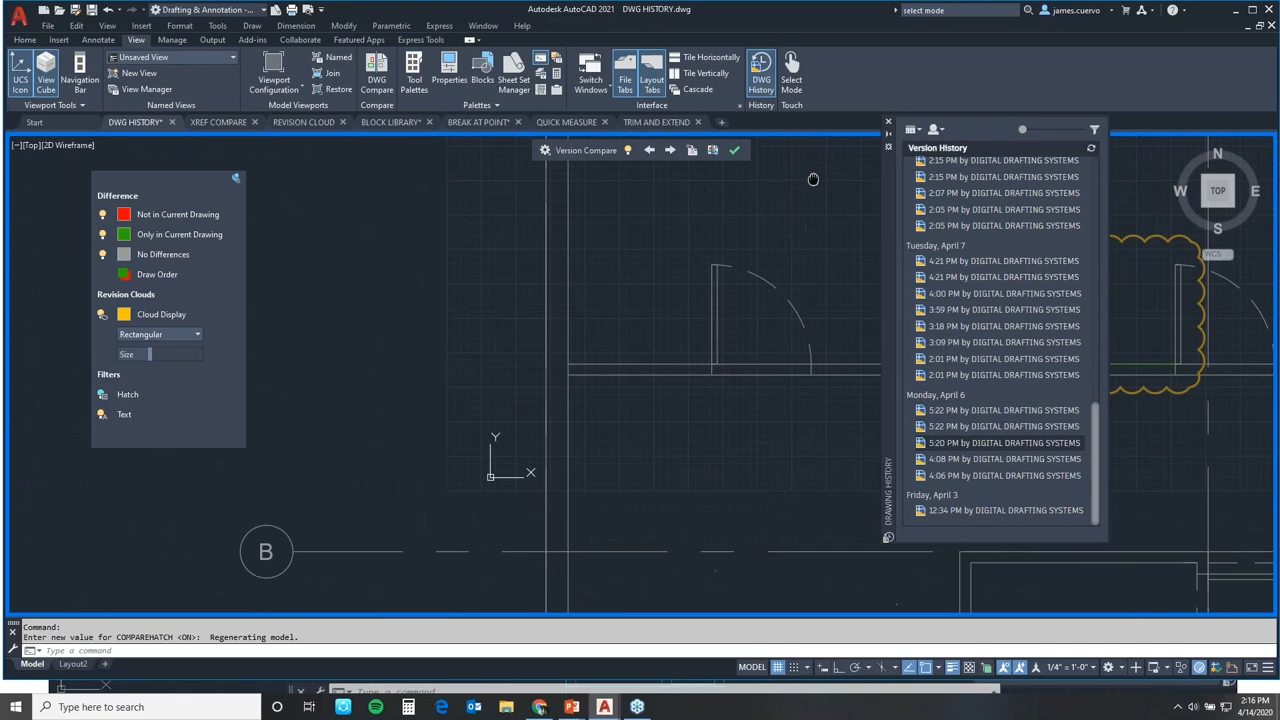 Drafting & Annotation
Autodesk AutoCAD 2021 DWG HISTORY.dwg
select mode
james.cuervo
File Edit View Insert Format Tools Draw Dimension Modify Parametric Express Window Help
Home Insert Annotate View Manage Output Add-ins Collaborate Featured Apps Express Tools
UCS Icon
View Cube
Navigation Bar
Unsaved View
New View
View Manager
Viewport Configuration
Named
Join
Restore
DWG Compare
Tool Palettes
Properties
Blocks
Sheet Set Manager
Switch Windows
File Tabs
Layout Tabs
Tile Horizontally
Tile Vertically
Cascade
DWG History
Select Mode
Viewport Tools Named Views Model Viewports Compare Palettes Interface History Touch
Start DWG HISTORY* XREF COMPARE REVISION CLOUD BLOCK LIBRARY* BREAK AT POINT* QUICK MEASURE TRIM AND EXTEND
[−][Top][2D Wireframe]
Version Compare
Difference
Not in Current Drawing
Only in Current Drawing
No Differences
Draw Order
Revision Clouds
Cloud Display
Rectangular
Size
Filters
Hatch
Text
Version History
2:15 PM by DIGITAL DRAFTING SYSTEMS
2:15 PM by DIGITAL DRAFTING SYSTEMS
2:07 PM by DIGITAL DRAFTING SYSTEMS
2:05 PM by DIGITAL DRAFTING SYSTEMS
2:05 PM by DIGITAL DRAFTING SYSTEMS
Tuesday, April 7
4:21 PM by DIGITAL DRAFTING SYSTEMS
4:21 PM by DIGITAL DRAFTING SYSTEMS
4:00 PM by DIGITAL DRAFTING SYSTEMS
3:59 PM by DIGITAL DRAFTING SYSTEMS
3:18 PM by DIGITAL DRAFTING SYSTEMS
3:09 PM by DIGITAL DRAFTING SYSTEMS
2:01 PM by DIGITAL DRAFTING SYSTEMS
2:01 PM by DIGITAL DRAFTING SYSTEMS
Monday, April 6
5:22 PM by DIGITAL DRAFTING SYSTEMS
5:22 PM by DIGITAL DRAFTING SYSTEMS
5:20 PM by DIGITAL DRAFTING SYSTEMS
4:08 PM by DIGITAL DRAFTING SYSTEMS
4:06 PM by DIGITAL DRAFTING SYSTEMS
Friday, April 3
12:34 PM by DIGITAL DRAFTING SYSTEMS
DRAWING HISTORY
N
W TOP E
S
WCS
Y
X
B
Command:
Enter new value for COMPAREHATCH <ON>: Regenerating model.
Type a command
Model Layout2
MODEL 1/4" = 1'-0"
Type a command
Type here to search
2:16 PM
4/14/2020